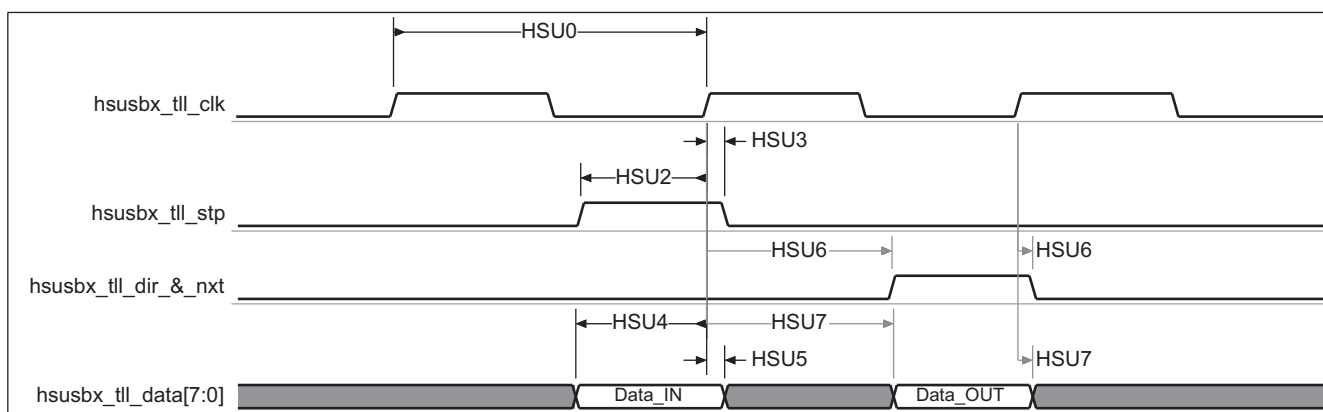 HSU0
hsusbx_tll_clk
HSU3
HSU2
hsusbx_tll_stp
HSU6 HSU6
hsusbx_tll_dir_&_nxt
HSU4 HSU7
HSU5 HSU7
hsusbx_tll_data[7:0] Data_IN Data_OUT